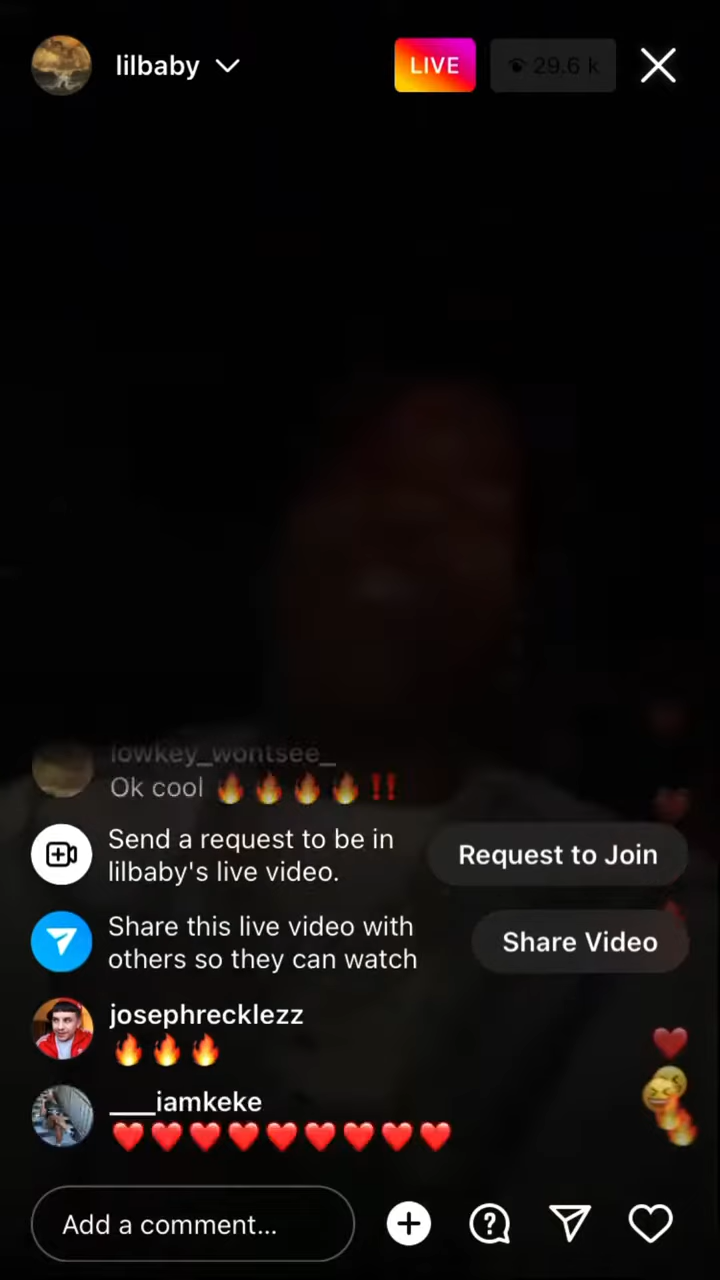 lilbaby
LIVE
29.6 k
lowkey_wontsee_
Ok cool 🔥🔥🔥🔥‼️
Send a request to be in
lilbaby's live video.
Request to Join
Share this live video with
others so they can watch
Share Video
josephrecklezz
🔥🔥🔥
___iamkeke
❤️❤️❤️❤️❤️❤️❤️❤️❤️
Add a comment...